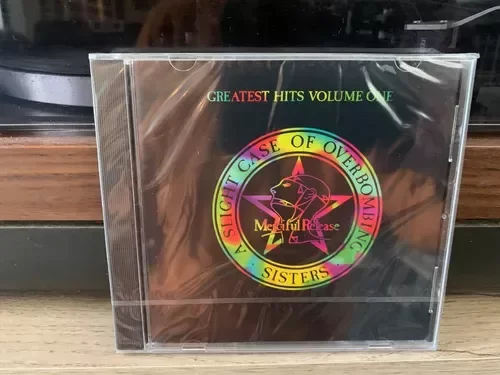 GREATEST HITS VOLUME ONE
A SLIGHT CASE OF OVERBOMBING
Merciful Release
· SISTERS ·